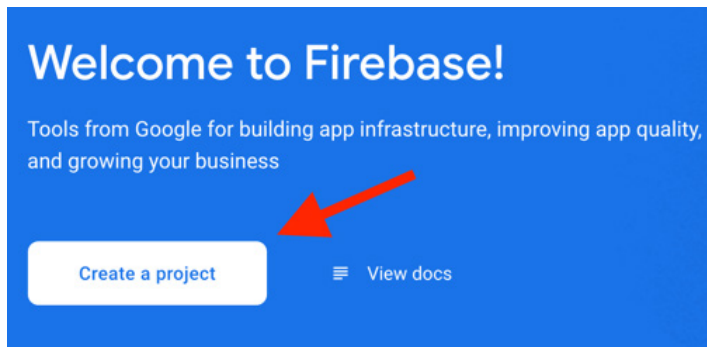 Welcome to Firebase!
Tools from Google for building app infrastructure, improving app quality,
and growing your business
Create a project
View docs